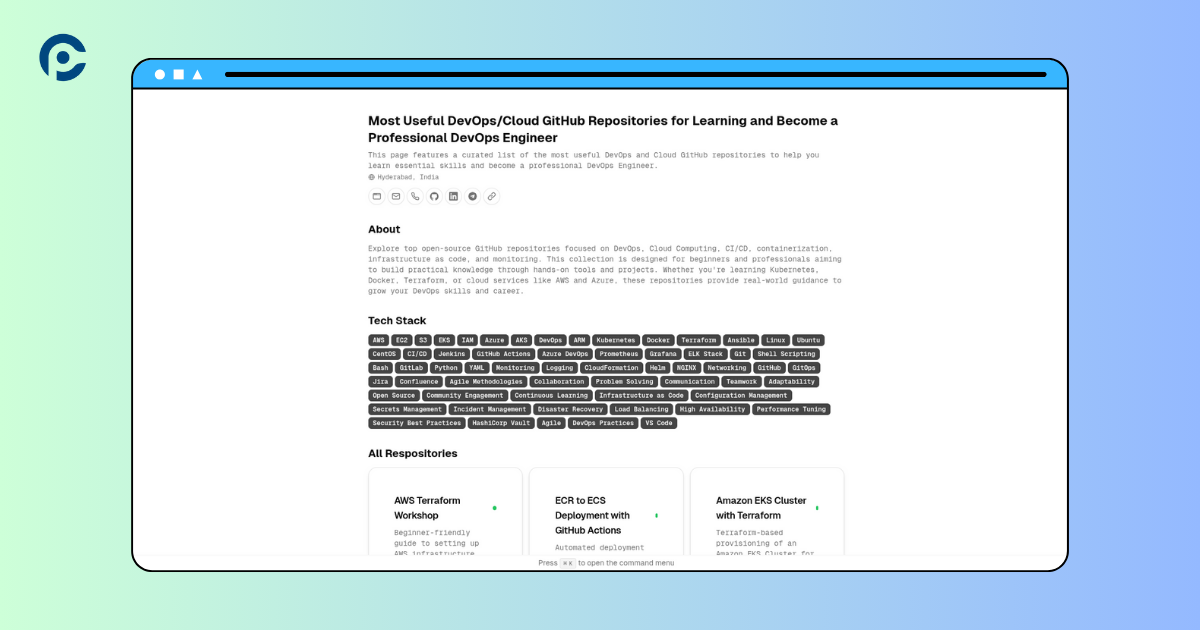 Most Useful DevOps/Cloud GitHub Repositories for Learning and Become a
Professional DevOps Engineer
This page features a curated list of the most useful DevOps and Cloud GitHub repositories to help you
learn essential skills and become a professional DevOps Engineer.
Hyderabad, India
About
Explore top open-source GitHub repositories focused on DevOps, Cloud Computing, CI/CD, containerization,
infrastructure as code, and monitoring. This collection is designed for beginners and professionals aiming
to build practical knowledge through hands-on tools and projects. Whether you're learning Kubernetes,
Docker, Terraform, or cloud services like AWS and Azure, these repositories provide real-world guidance to
grow your DevOps skills and career.
Tech Stack
AWS EC2 S3 EKS IAM Azure AKS DevOps ARM Kubernetes Docker Terraform Ansible Linux Ubuntu
CentOS CI/CD Jenkins GitHub Actions Azure DevOps Prometheus Grafana ELK Stack Git Shell Scripting
Bash GitLab Python YAML Monitoring Logging CloudFormation Helm NGINX Networking GitHub GitOps
Jira Confluence Agile Methodologies Collaboration Problem Solving Communication Teamwork Adaptability
Open Source Community Engagement Continuous Learning Infrastructure as Code Configuration Management
Secrets Management Incident Management Disaster Recovery Load Balancing High Availability Performance Tuning
Security Best Practices HashiCorp Vault Agile DevOps Practices VS Code
All Respositories
AWS Terraform
Workshop
Beginner-friendly
guide to setting up
AWS infrastructure
ECR to ECS
Deployment with
GitHub Actions
Automated deployment
Amazon EKS Cluster
with Terraform
Terraform-based
provisioning of an
Amazon EKS Cluster for
Press ⌘ K to open the command menu